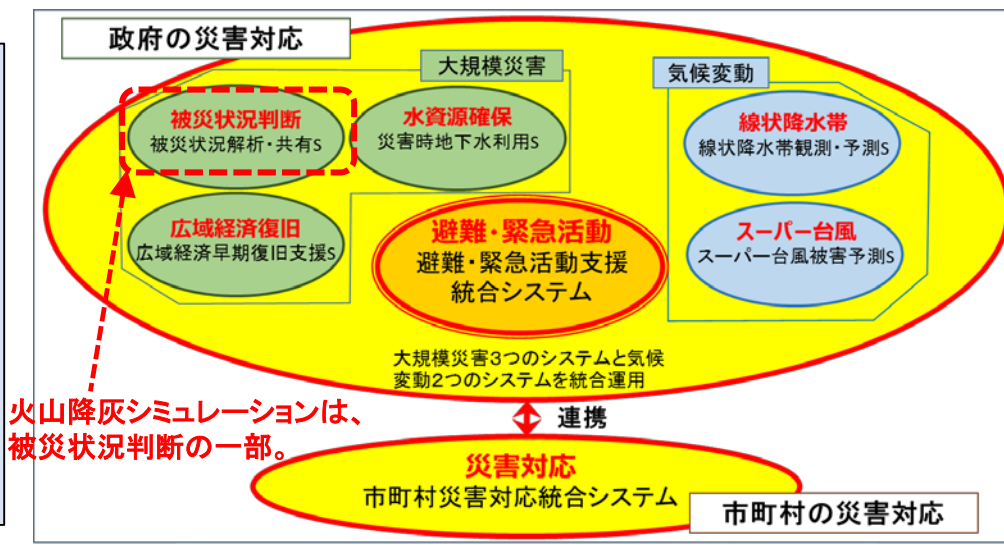 政府の災害対応
大規模災害
気候変動
被災状況判断
被災状況解析・共有S
水資源確保
災害時地下水利用S
線状降水帯
線状降水帯観測・予測S
広域経済復旧
広域経済早期復旧支援S
避難・緊急活動
避難・緊急活動支援
統合システム
スーパー台風
スーパー台風被害予測S
大規模災害3つのシステムと気候
変動2つのシステムを統合運用
火山降灰シミュレーションは、
被災状況判断の一部。
連携
災害対応
市町村災害対応統合システム
市町村の災害対応